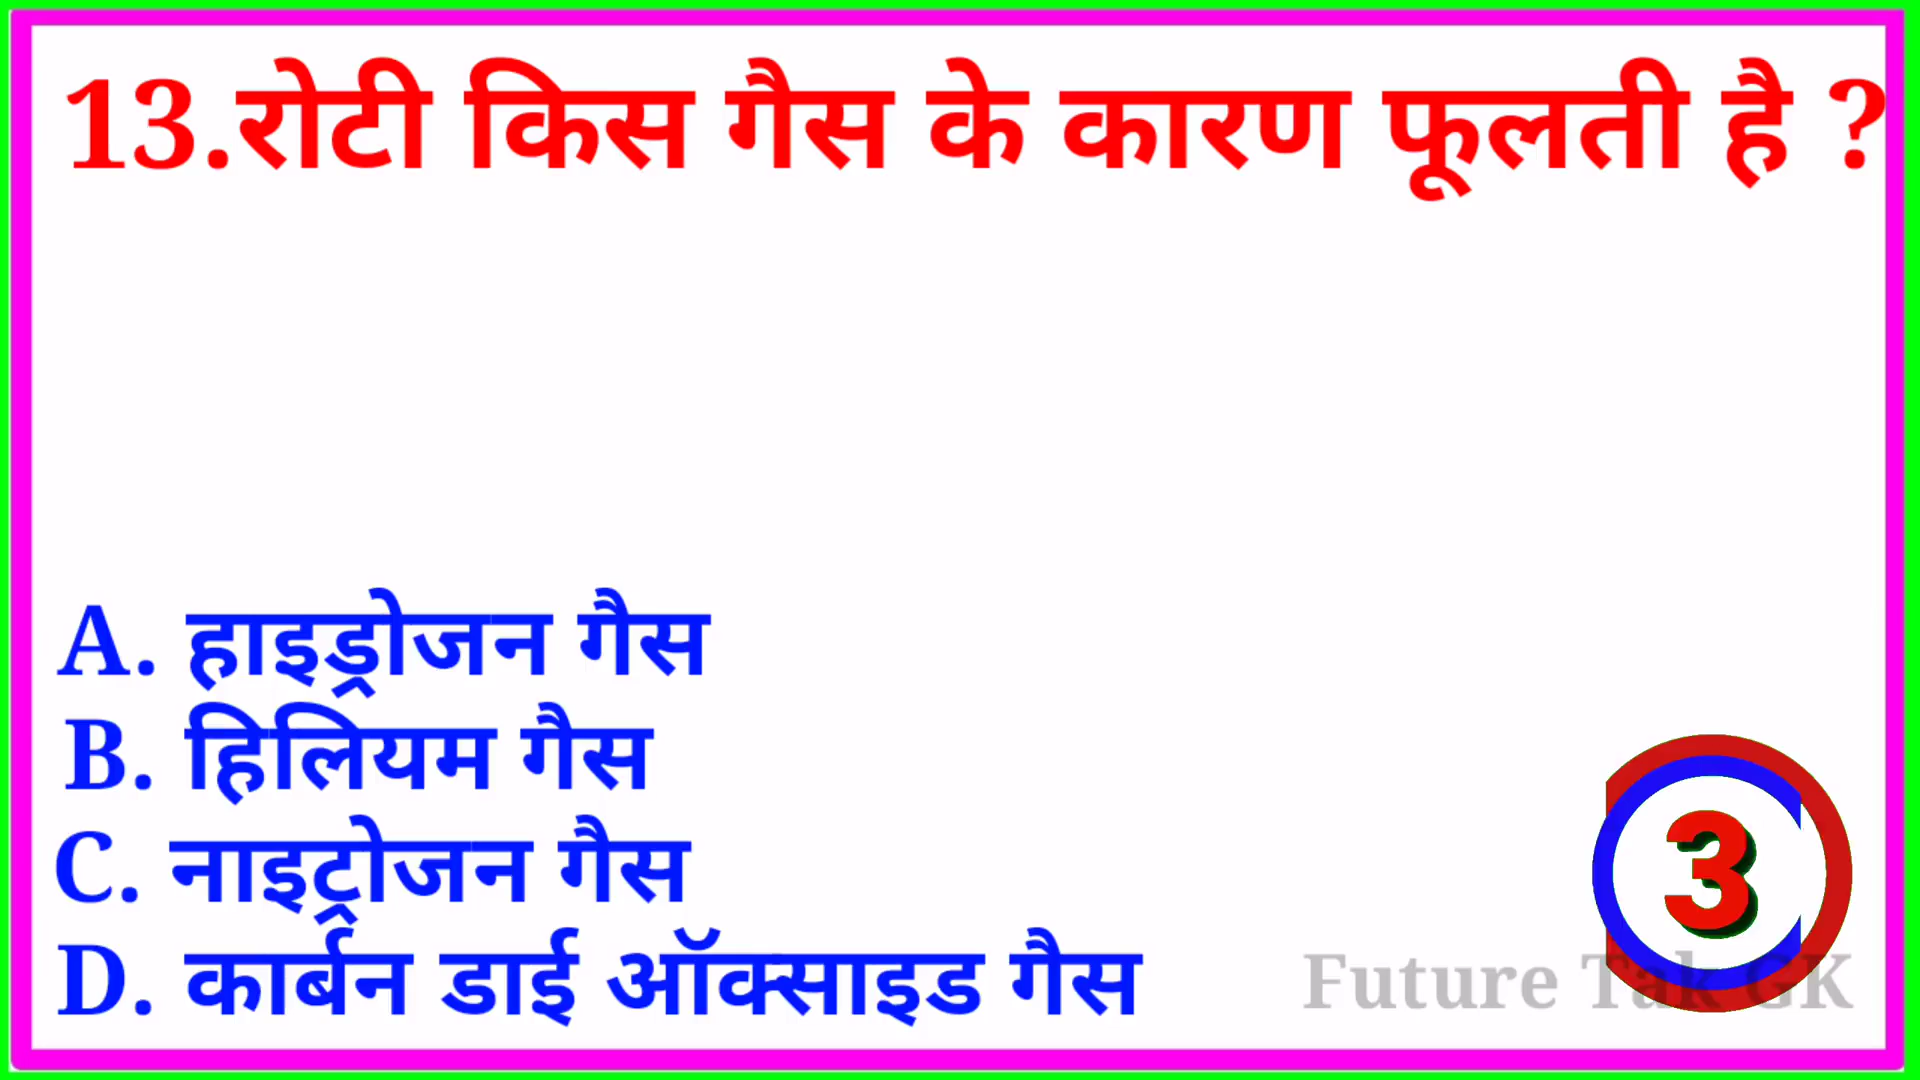 13.रोटी किस गैस के कारण फूलती है ?
A. हाइड्रोजन गैस
B. हिलियम गैस
C. नाइट्रोजन गैस
D. कार्बन डाई ऑक्साइड गैस
3
Future Tak GK